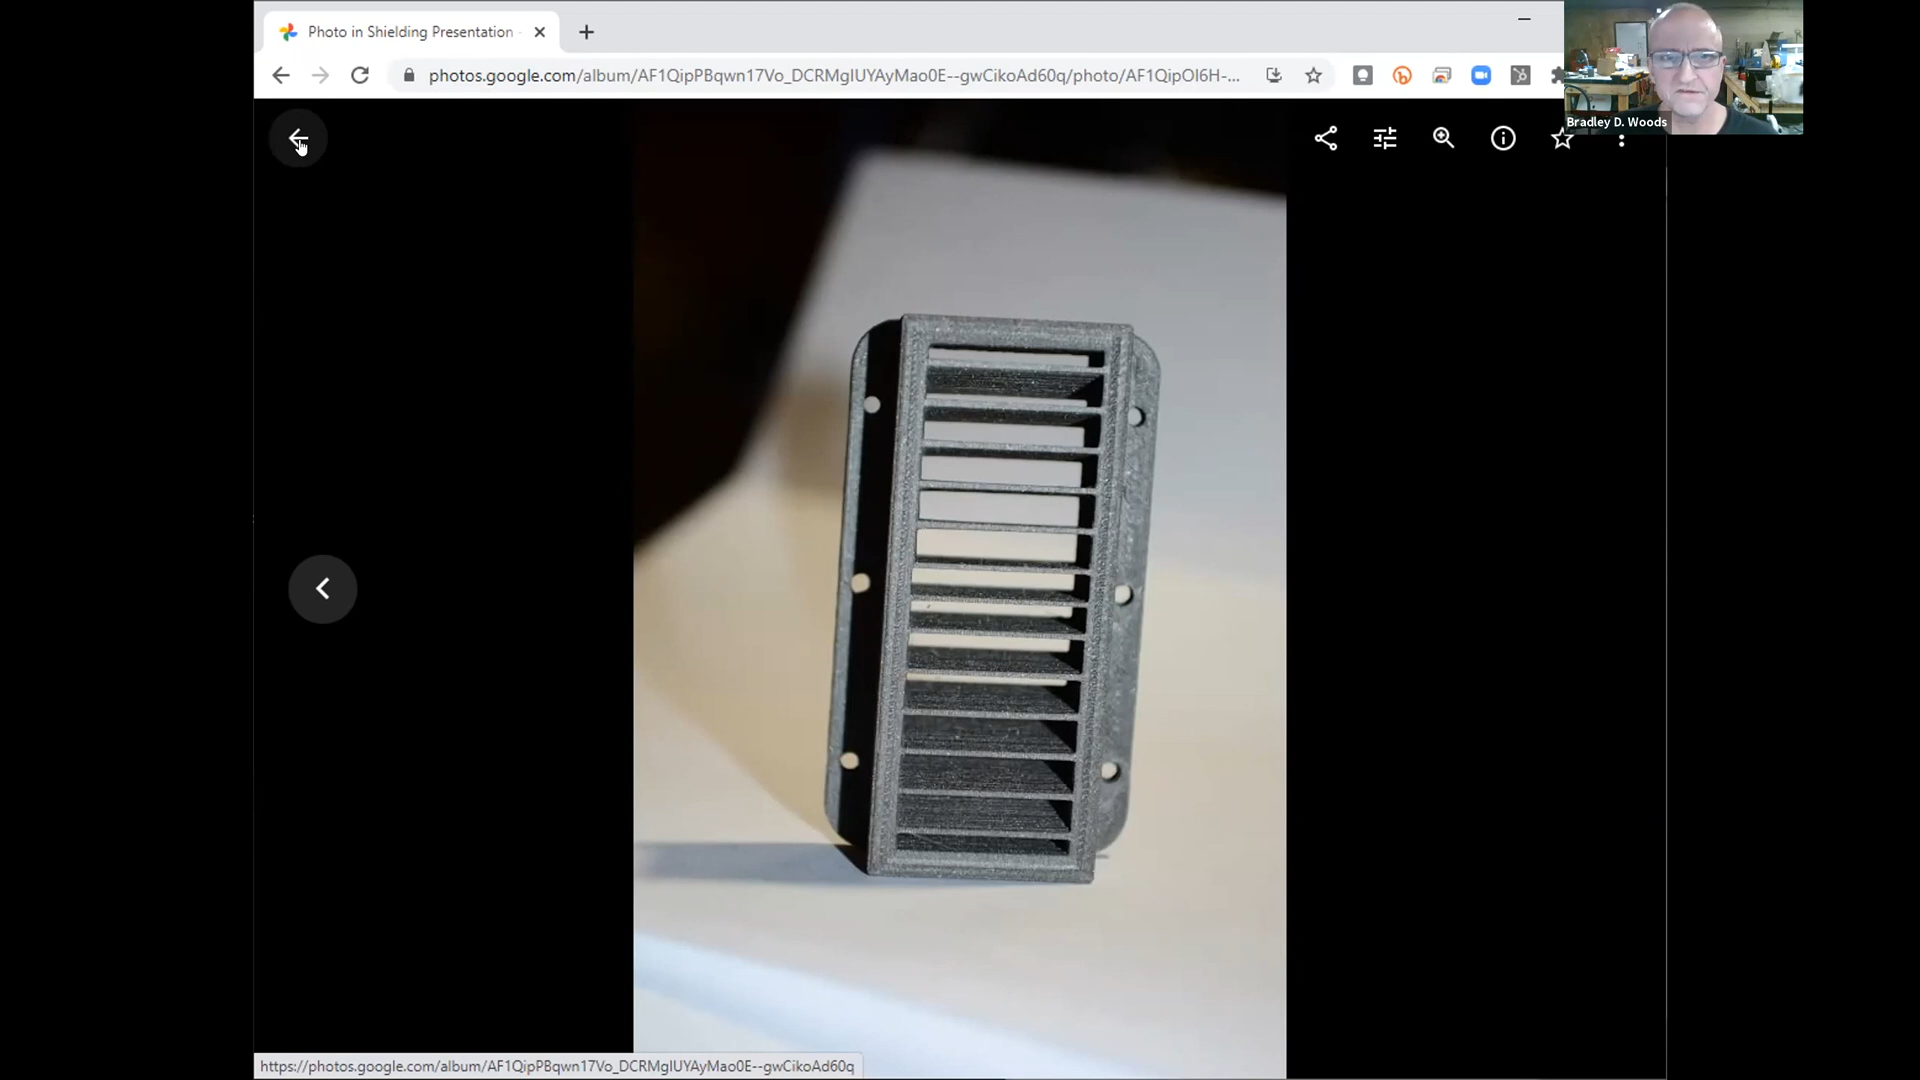 Photo in Shielding Presentation -
photos.google.com/album/AF1QipPBqwn17Vo_DCRMgIUYAyMao0E--gwCikoAd60q/photo/AF1QipOl6H-...
Bradley D. Woods
https://photos.google.com/album/AF1QipPBqwn17Vo_DCRMgIUYAyMao0E--gwCikoAd60q